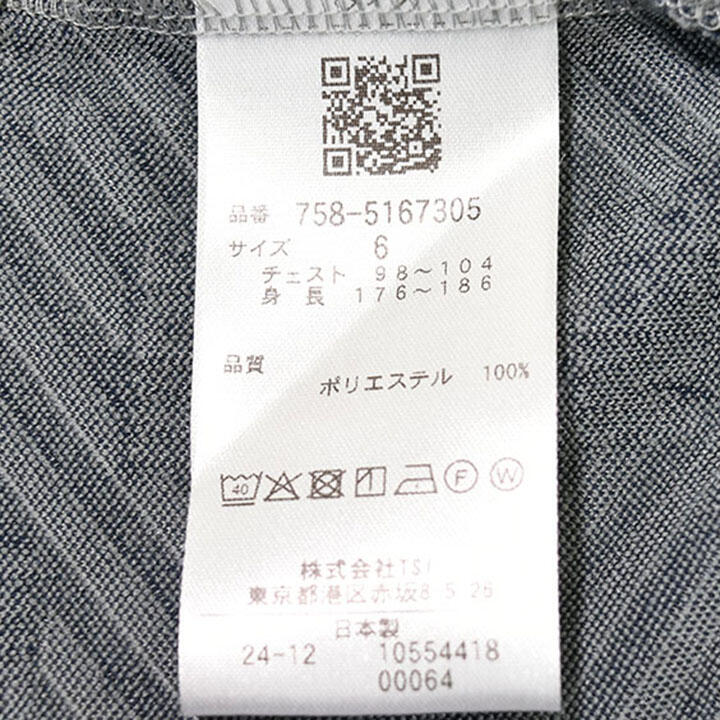 品番 758-5167305
サイズ 6
チェスト 98〜104
身長 176〜186
品質
ポリエステル 100%
40 F W
株式会社TSI
東京都港区赤坂8 5 26
日本製
24-12 10554418
00064